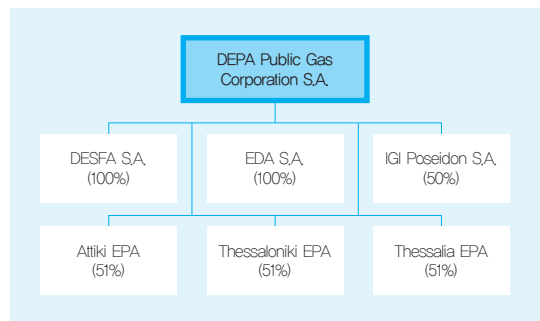 DEPA Public Gas
Corporation S.A.
DESFA S.A.
(100%)
EDA S.A.
(100%)
IGI Poseidon S.A.
(50%)
Attiki EPA
(51%)
Thessaloniki EPA
(51%)
Thessalia EPA
(51%)